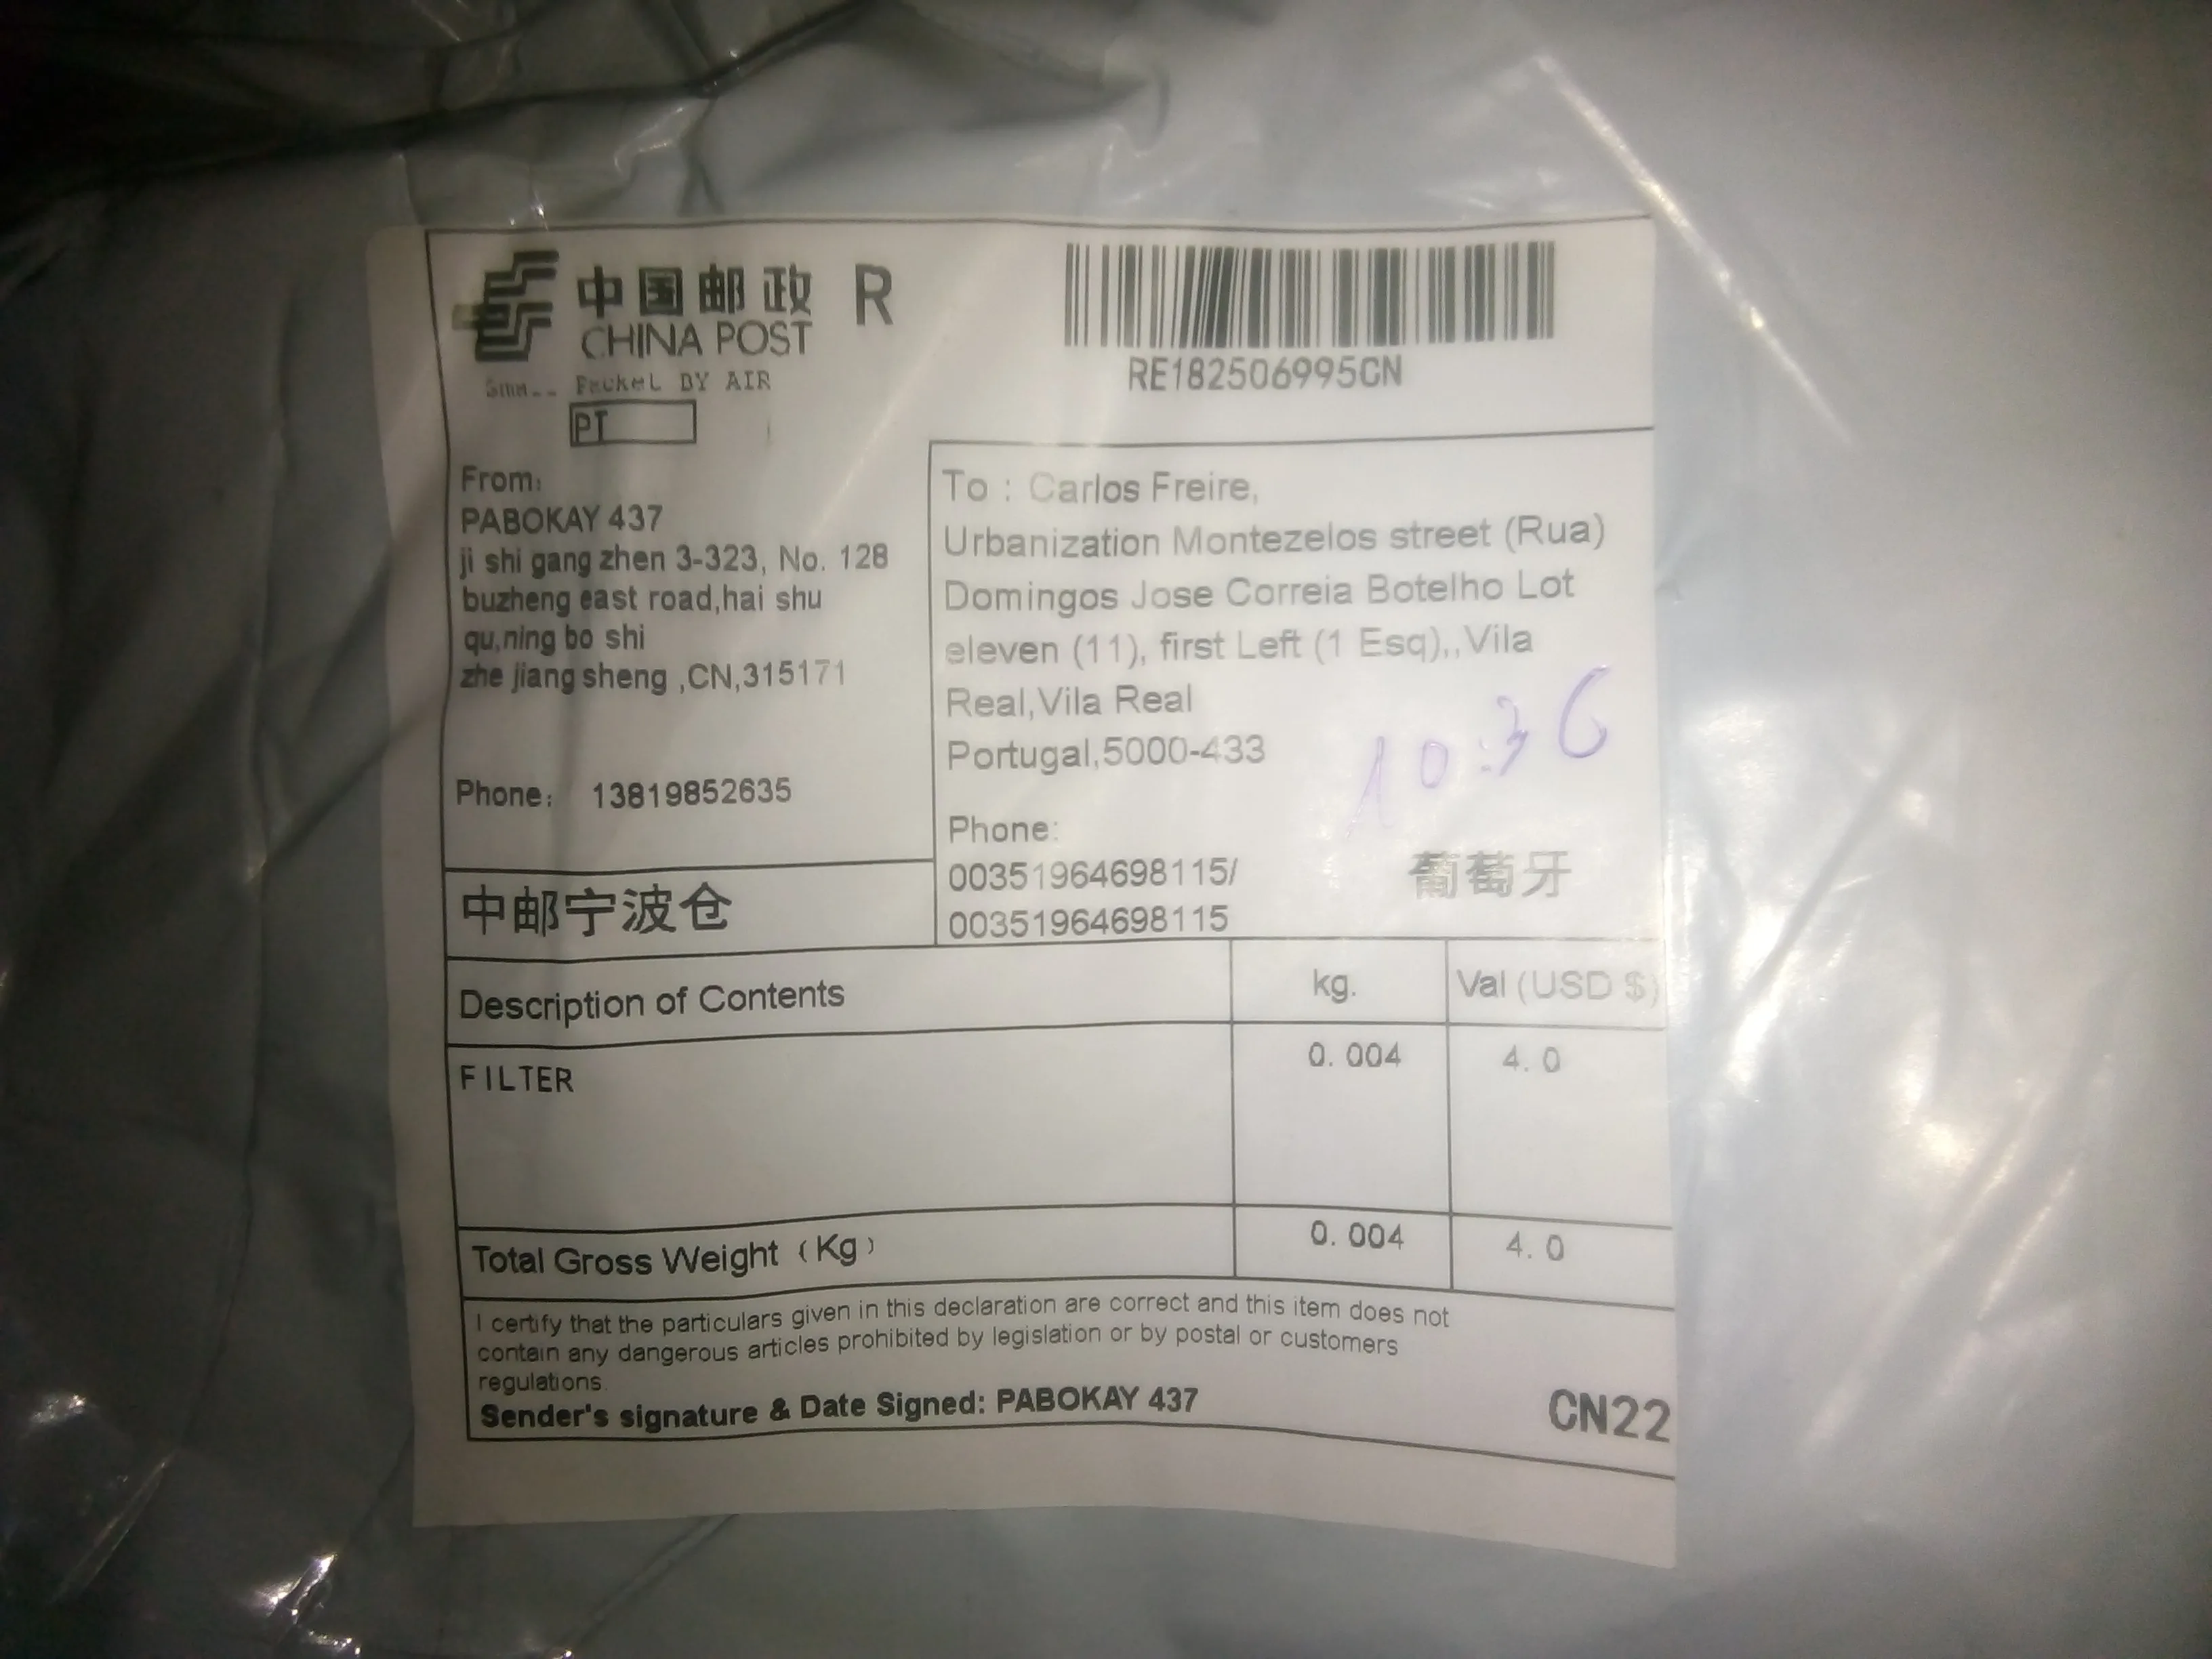 中国邮政 R
CHINA POST
BY AIR
PT
RE182506995CN
From:
PABOKAY 437
ji shi gang zhen 3-323, No. 128
buzheng east road,hai shu
qu,ning bo shi
zhe jiang sheng ,CN,315171
Phone: 13819852635
中邮宁波仓
To : Carlos Freire,
Urbanization Montezelos street (Rua)
Domingos Jose Correia Botelho Lot
eleven (11), first Left (1 Esq),,Vila
Real,Vila Real
Portugal,5000-433
10:36
Phone:
00351964698115/
00351964698115
葡萄牙
Description of Contents kg. Val (USD $)
FILTER 0.004 4.0
Total Gross Weight (Kg) 0.004 4.0
I certify that the particulars given in this declaration are correct and this item does not
contain any dangerous articles prohibited by legislation or by postal or customers
regulations.
Sender's signature & Date Signed: PABOKAY 437
CN22